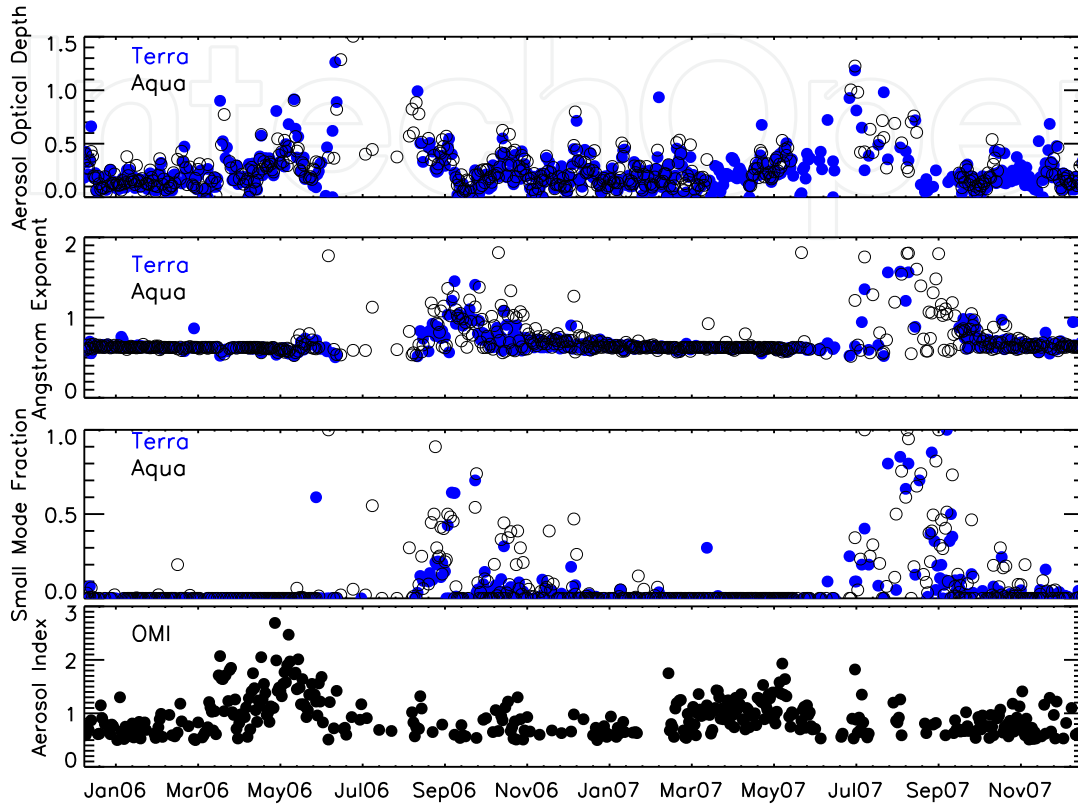 Aerosol Optical Depth
1.5
1.0
0.5
0.0
Terra
Aqua
IntechOpen
Angstrom Exponent
2
1
0
Terra
Aqua
Small Mode Fraction
1.0
0.5
0.0
Terra
Aqua
Aerosol Index
3
2
1
0
OMI
Jan06 Mar06 May06 Jul06 Sep06 Nov06 Jan07 Mar07 May07 Jul07 Sep07 Nov07